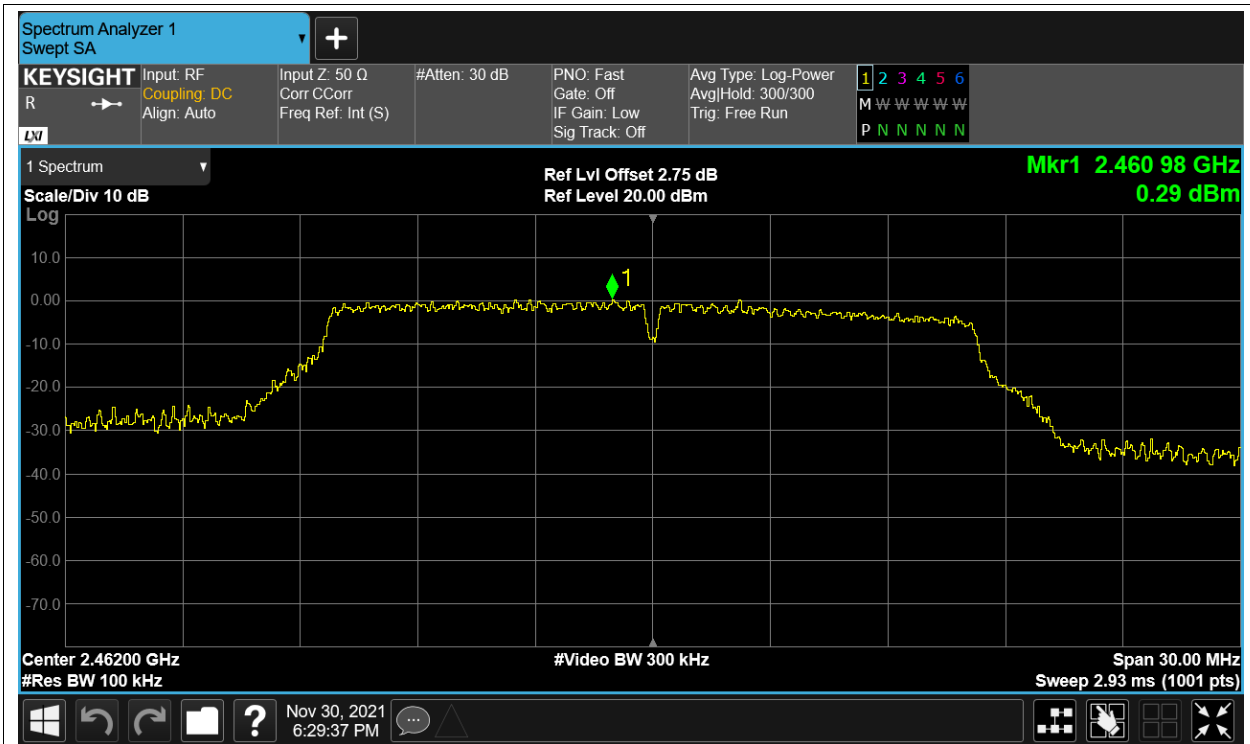 Spectrum Analyzer 1
Swept SA
KEYSIGHT
R
LXI
Input: RF
Coupling: DC
Align: Auto
Input Z: 50 Ω
Corr CCorr
Freq Ref: Int (S)
#Atten: 30 dB
PNO: Fast
Gate: Off
IF Gain: Low
Sig Track: Off
Avg Type: Log-Power
Avg|Hold: 300/300
Trig: Free Run
1 2 3 4 5 6
M W W W W W
P N N N N N
1 Spectrum
Scale/Div 10 dB
Ref Lvl Offset 2.75 dB
Ref Level 20.00 dBm
Mkr1 2.460 98 GHz
0.29 dBm
Log
10.0
0.00
-10.0
-20.0
-30.0
-40.0
-50.0
-60.0
-70.0
1
Center 2.46200 GHz
#Video BW 300 kHz
Span 30.00 MHz
#Res BW 100 kHz
Sweep 2.93 ms (1001 pts)
?
Nov 30, 2021
6:29:37 PM